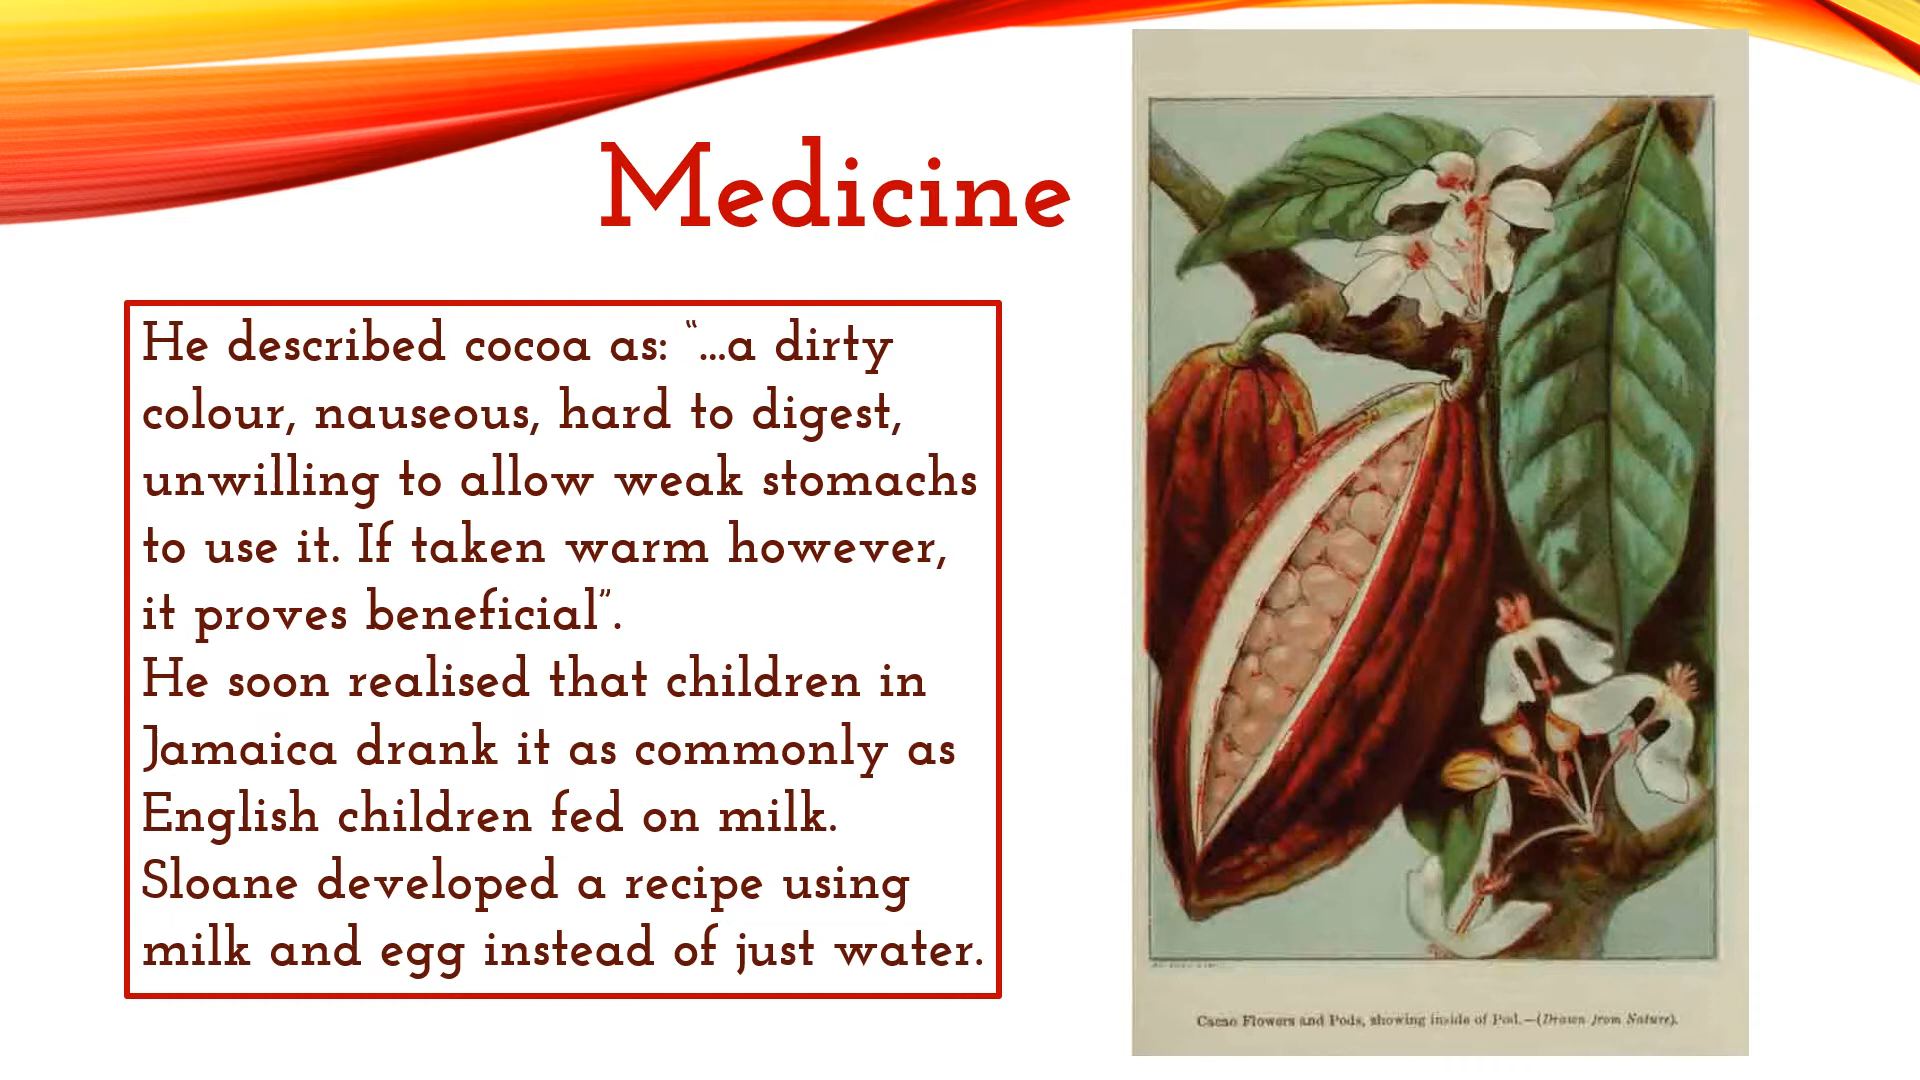 Medicine
He described cocoa as: “...a dirty
colour, nauseous, hard to digest,
unwilling to allow weak stomachs
to use it. If taken warm however,
it proves beneficial”.
He soon realised that children in
Jamaica drank it as commonly as
English children fed on milk.
Sloane developed a recipe using
milk and egg instead of just water.
Cacao Flowers and Pods, showing inside of Pod.—(Drawn from Nature).